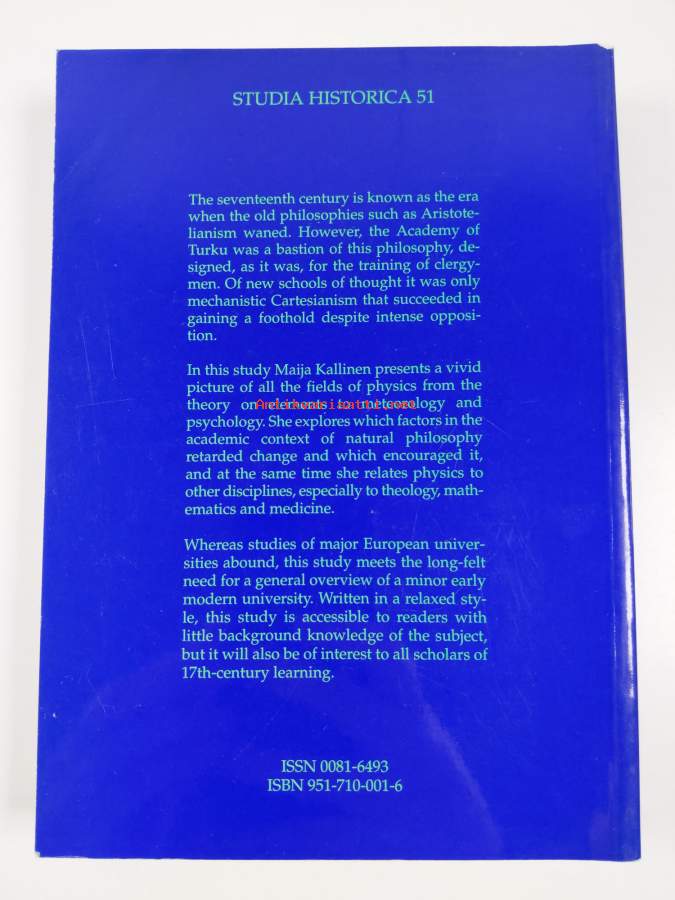 STUDIA HISTORICA 51
The seventeenth century is known as the era
when the old philosophies such as Aristote-
lianism waned. However, the Academy of
Turku was a bastion of this philosophy, de-
signed, as it was, for the training of clergy-
men. Of new schools of thought it was only
mechanistic Cartesianism that succeeded in
gaining a foothold despite intense opposi-
tion.
In this study Maija Kallinen presents a vivid
picture of all the fields of physics from the
theory on elements to meteorology and
psychology. She explores which factors in the
academic context of natural philosophy
retarded change and which encouraged it,
and at the same time she relates physics to
other disciplines, especially to theology, math-
ematics and medicine.
Whereas studies of major European univer-
sities abound, this study meets the long-felt
need for a general overview of a minor early
modern university. Written in a relaxed sty-
le, this study is accessible to readers with
little background knowledge of the subject,
but it will also be of interest to all scholars of
17th-century learning.
ISSN 0081-6493
ISBN 951-710-001-6